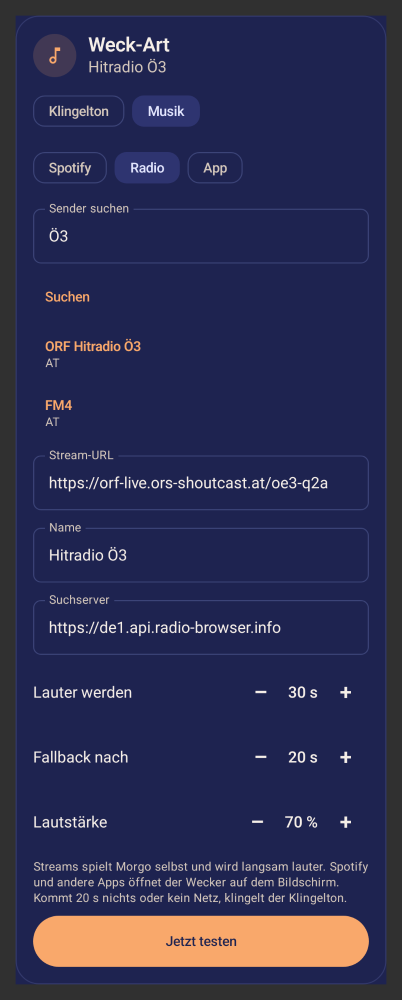 Weck-Art
Hitradio Ö3
Klingelton Musik
Spotify Radio App
Sender suchen
Ö3
Suchen
ORF Hitradio Ö3
AT
FM4
AT
Stream-URL
https://orf-live.ors-shoutcast.at/oe3-q2a
Name
Hitradio Ö3
Suchserver
https://de1.api.radio-browser.info
Lauter werden − 30 s +
Fallback nach − 20 s +
Lautstärke − 70 % +
Streams spielt Morgo selbst und wird langsam lauter. Spotify
und andere Apps öffnet der Wecker auf dem Bildschirm.
Kommt 20 s nichts oder kein Netz, klingelt der Klingelton.
Jetzt testen